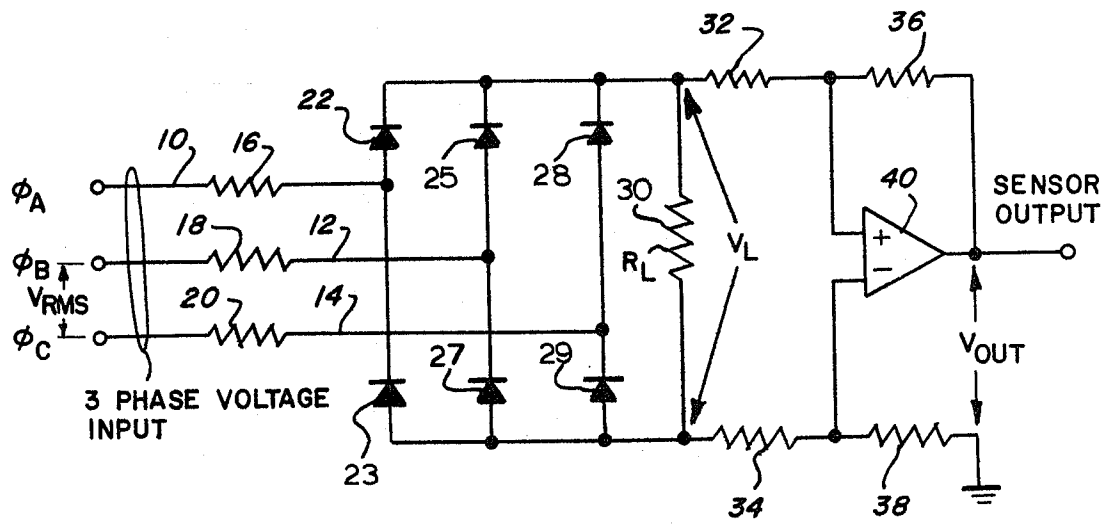 32
36
22
10
16
25
28
30
40
SENSOR
OUTPUT
ϕA
18
12
ϕB
VRMS
RL
VL
+
−
20
14
ϕC
27
29
VOUT
3 PHASE VOLTAGE
INPUT
23
34
38